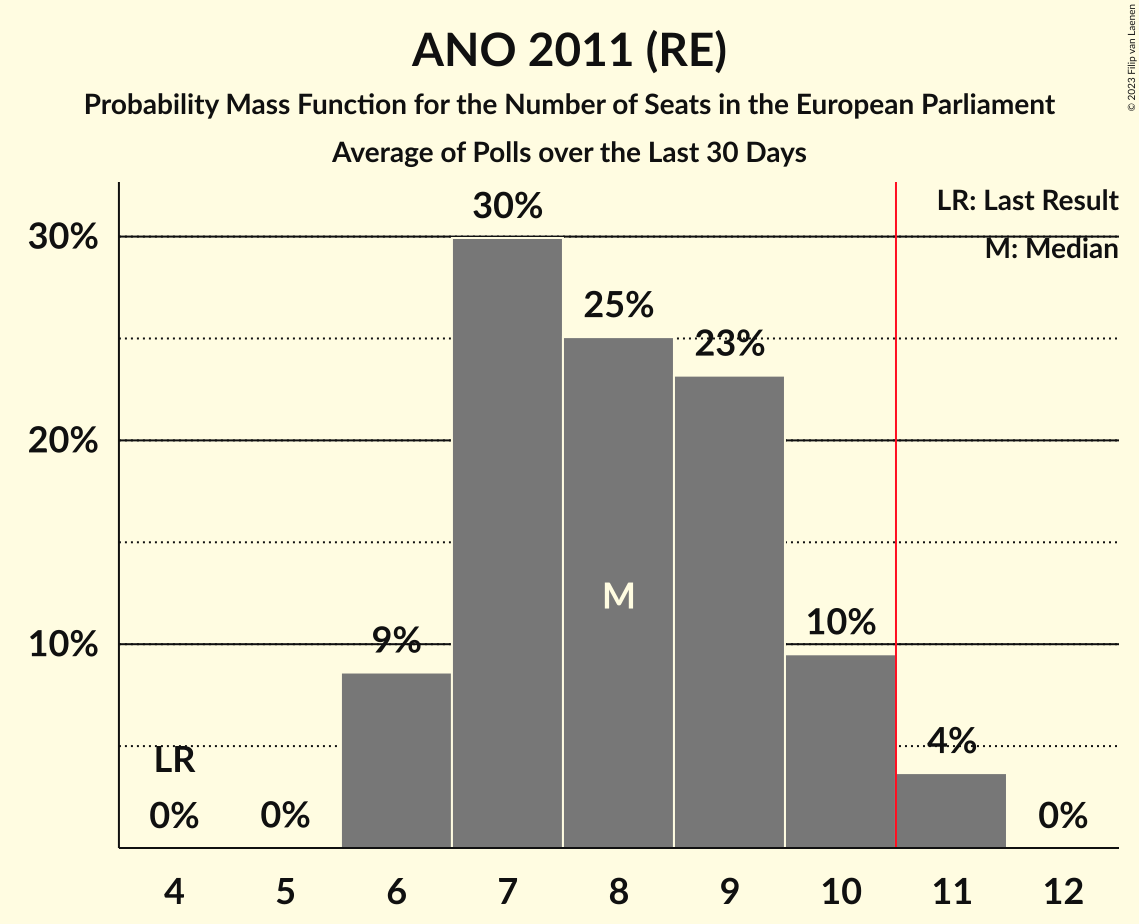 ANO 2011 (RE)
Probability Mass Function for the Number of Seats in the European Parliament
Average of Polls over the Last 30 Days
© 2023 Filip van Laenen
LR: Last Result
M: Median
30%
20%
10%
LR
0%
0%
9%
30%
25%
M
23%
10%
4%
0%
4 5 6 7 8 9 10 11 12